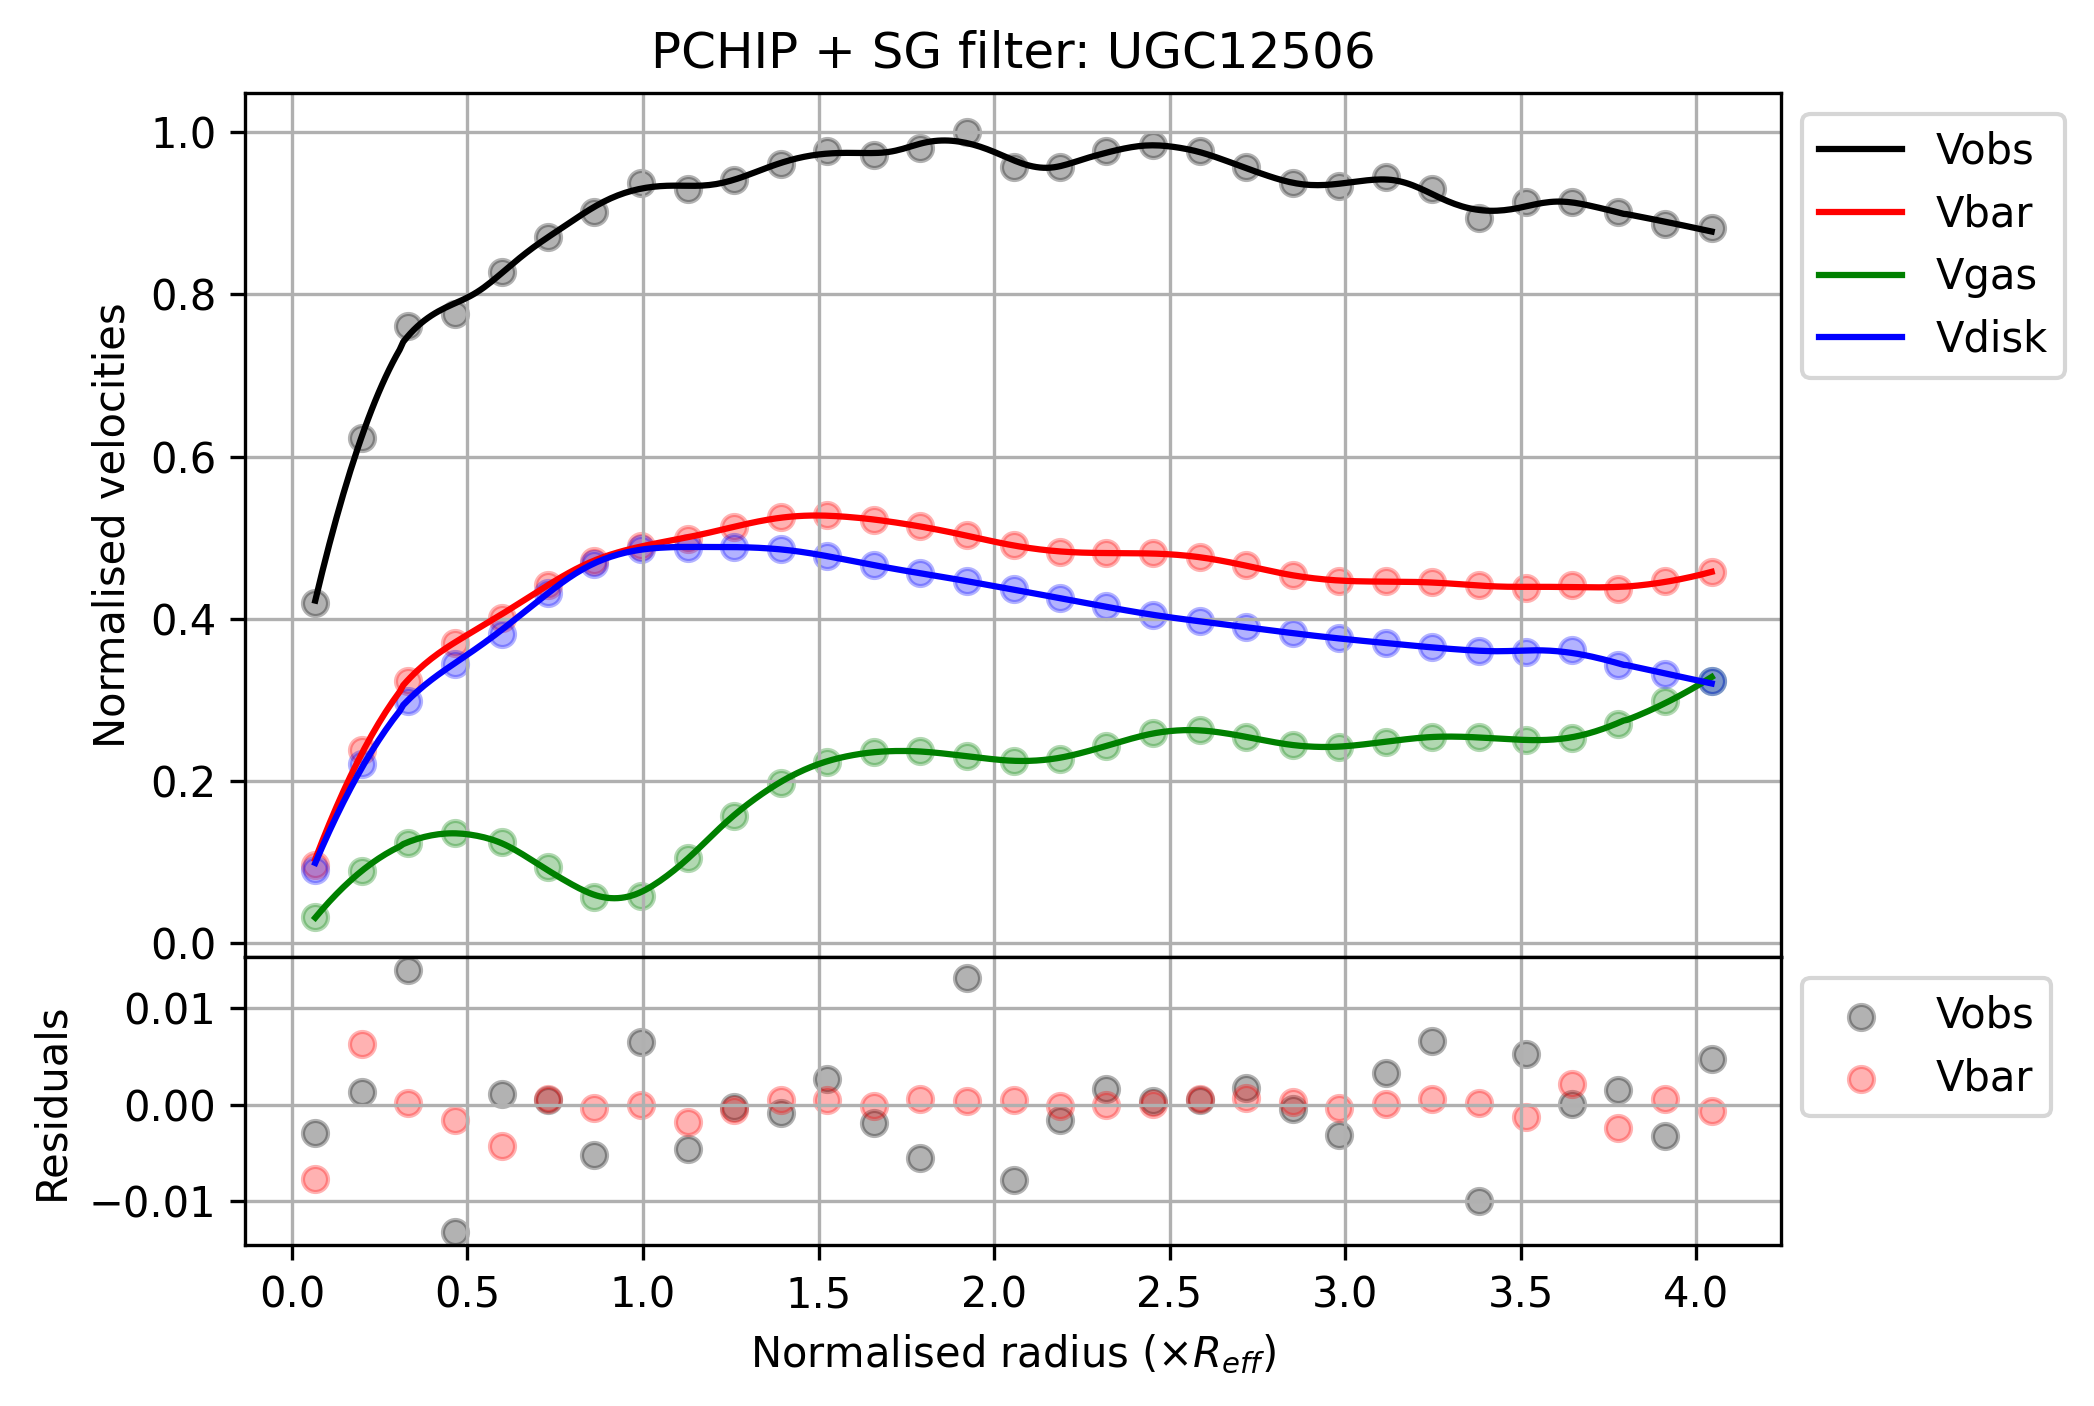 PCHIP + SG filter: UGC12506
Normalised velocities
1.0
0.8
0.6
0.4
0.2
0.0
Vobs
Vbar
Vgas
Vdisk
Residuals
0.01
0.00
−0.01
Vobs
Vbar
0.0 0.5 1.0 1.5 2.0 2.5 3.0 3.5 4.0
Normalised radius (×R_{eff})